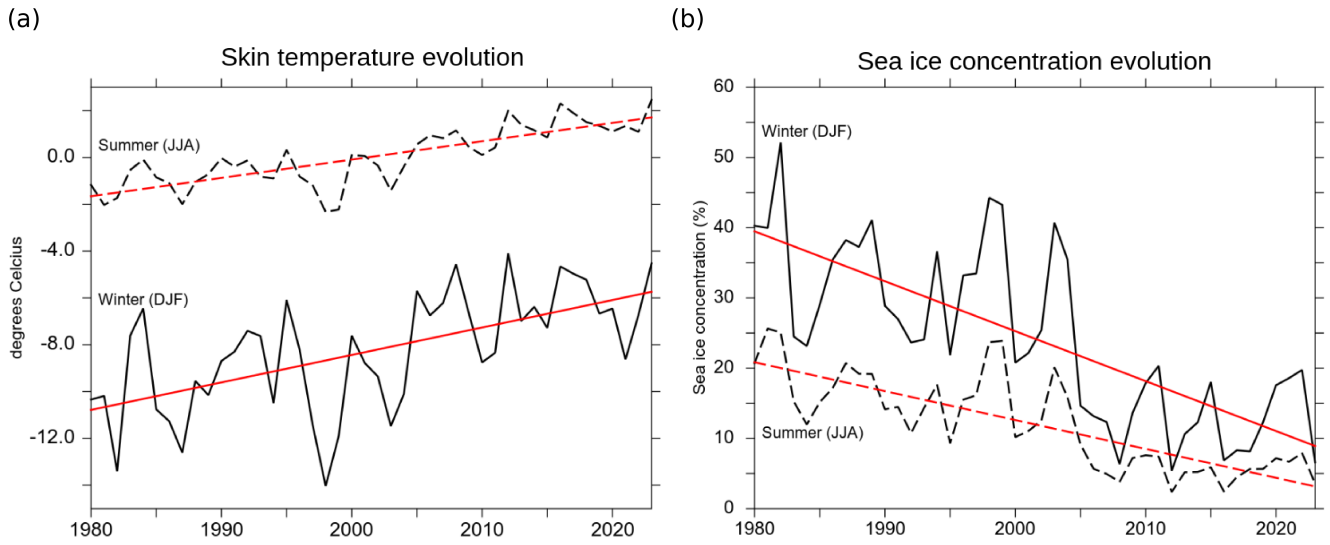 (a)
Skin temperature evolution
degrees Celcius
0.0
-4.0
-8.0
-12.0
Summer (JJA)
Winter (DJF)
1980
1990
2000
2010
2020
(b)
Sea ice concentration evolution
Sea ice concentration (%)
60
50
40
30
20
10
0
Winter (DJF)
Summer (JJA)
1980
1990
2000
2010
2020